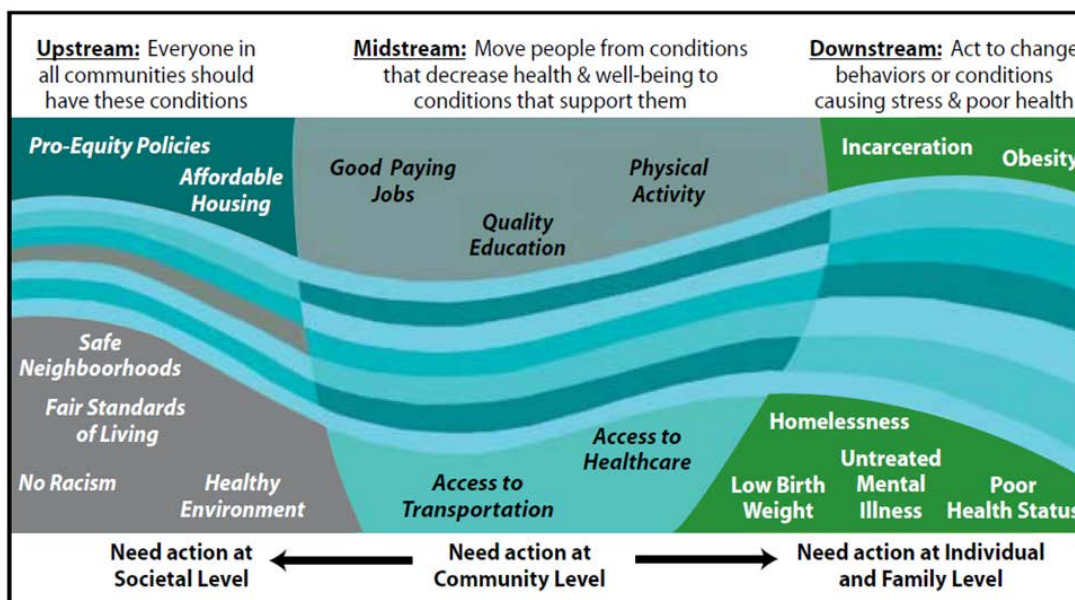 Upstream: Everyone in
all communities should
have these conditions
Midstream: Move people from conditions
that decrease health & well-being to
conditions that support them
Downstream: Act to change
behaviors or conditions
causing stress & poor health
Pro-Equity Policies
Affordable
Housing
Good Paying
Jobs
Quality
Education
Physical
Activity
Incarceration
Obesity
Safe
Neighboorhoods
Fair Standards
of Living
No Racism
Healthy
Environment
Access to
Transportation
Access to
Healthcare
Homelessness
Low Birth
Weight
Untreated
Mental
Illness
Poor
Health Status
Need action at
Societal Level
Need action at
Community Level
Need action at Individual
and Family Level